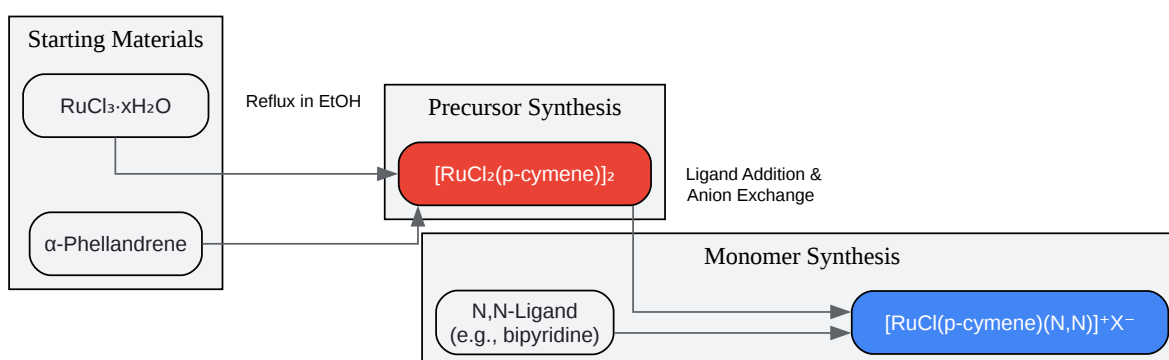 Starting Materials
RuCl₃·xH₂O
Reflux in EtOH
Precursor Synthesis
[RuCl₂(p-cymene)]₂
Ligand Addition &
Anion Exchange
α-Phellandrene
Monomer Synthesis
N,N-Ligand
(e.g., bipyridine)
[RuCl(p-cymene)(N,N)]⁺X⁻